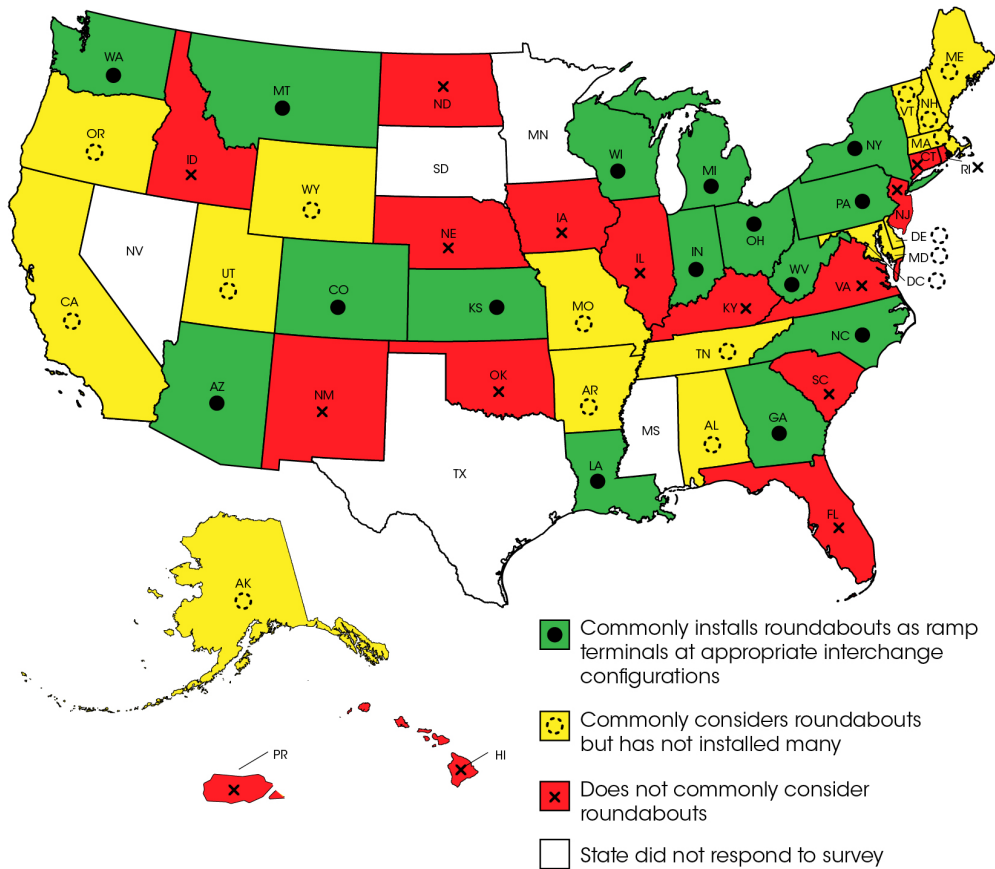 WA
MT
ND
MN
ME
VT
NH
OR
ID
SD
WI
MI
NY
MA
CT
RI
WY
IA
PA
NJ
NE
OH
DE
NV
IL
IN
MD
UT
WV
DC
CA
CO
KS
MO
KY
VA
NC
TN
AZ
NM
OK
AR
SC
MS
AL
GA
TX
LA
FL
AK
PR
HI
Commonly installs roundabouts as ramp
terminals at appropriate interchange
configurations
Commonly considers roundabouts
but has not installed many
Does not commonly consider
roundabouts
State did not respond to survey